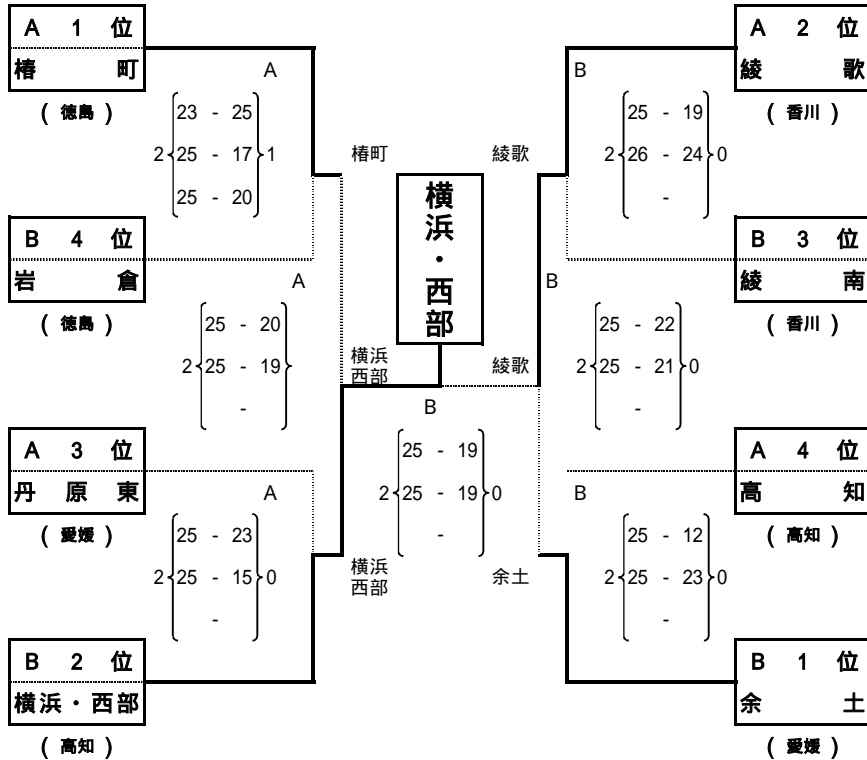 A 1 位
椿 町
( 徳島 )
A
23 - 25
2 25 - 17 1
25 - 20
椿町
B 4 位
岩 倉
( 徳島 )
A
25 - 20
2 25 - 19
-
横浜
西部
A 3 位
丹 原 東
( 愛媛 )
A
25 - 23
2 25 - 15 0
-
横浜
西部
B 2 位
横浜・西部
( 高知 )
横浜・西部
B
25 - 19
2 25 - 19 0
-
A 2 位
綾 歌
( 香川 )
B
25 - 19
2 26 - 24 0
-
綾歌
B 3 位
綾 南
( 香川 )
B
25 - 22
2 25 - 21 0
-
綾歌
A 4 位
高 知
( 高知 )
B
25 - 12
2 25 - 23 0
-
余土
B 1 位
余 土
( 愛媛 )